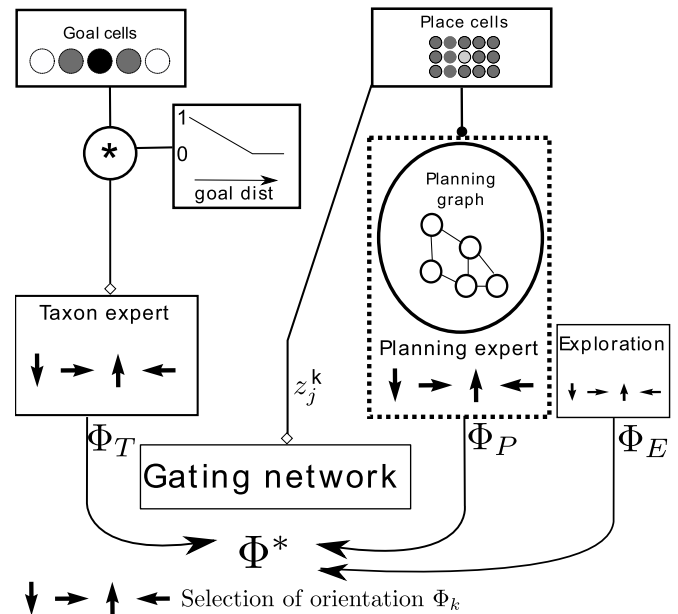 Goal cells
Place cells
*
1
0
goal dist
Planning
graph
Taxon expert
Planning expert
Exploration
z_j^k
Φ_T
Φ_P
Φ_E
Gating network
Φ*
Selection of orientation Φ_k